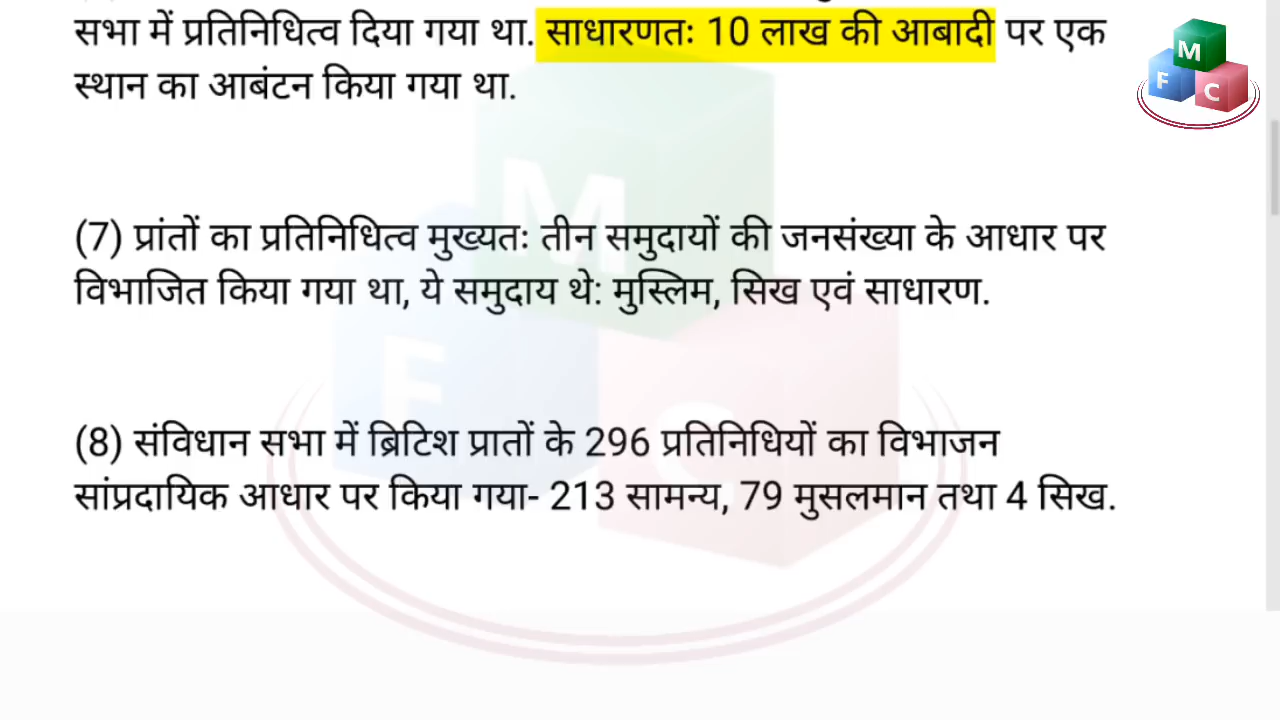 सभा में प्रतिनिधित्व दिया गया था. साधारणतः 10 लाख की आबादी पर एक
स्थान का आबंटन किया गया था.
(7) प्रांतों का प्रतिनिधित्व मुख्यतः तीन समुदायों की जनसंख्या के आधार पर
विभाजित किया गया था, ये समुदाय थे: मुस्लिम, सिख एवं साधारण.
(8) संविधान सभा में ब्रिटिश प्रातों के 296 प्रतिनिधियों का विभाजन
सांप्रदायिक आधार पर किया गया- 213 सामन्य, 79 मुसलमान तथा 4 सिख.
M
F C
M
F C